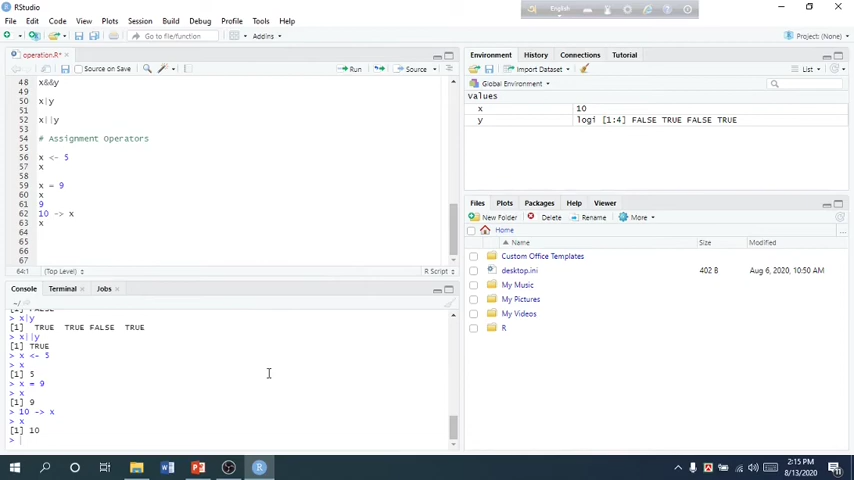 RStudio
English
File Edit Code View Plots Session Build Debug Profile Tools Help
Go to file/function
Addins
Project: (None)
operation.R*
Source on Save
Run
Source
48 x&&y
49
50 x|y
51
52 x||y
53
54 # Assignment Operators
55
56 x <- 5
57 x
58
59 x = 9
60 x
61 9
62 10 -> x
63 x
64
65
66
67
64:1 (Top Level)
R Script
Console Terminal Jobs
~/
[1] FALSE
> x|y
[1] TRUE TRUE FALSE TRUE
> x||y
[1] TRUE
> x <- 5
> x
[1] 5
> x = 9
> x
[1] 9
> 10 -> x
> x
[1] 10
>
Environment History Connections Tutorial
Import Dataset
List
Global Environment
values
x 10
y logi [1:4] FALSE TRUE FALSE TRUE
Files Plots Packages Help Viewer
New Folder Delete Rename More
Home ...
Name Size Modified
Custom Office Templates
desktop.ini 402 B Aug 6, 2020, 10:50 AM
My Music
My Pictures
My Videos
R
2:15 PM
8/13/2020